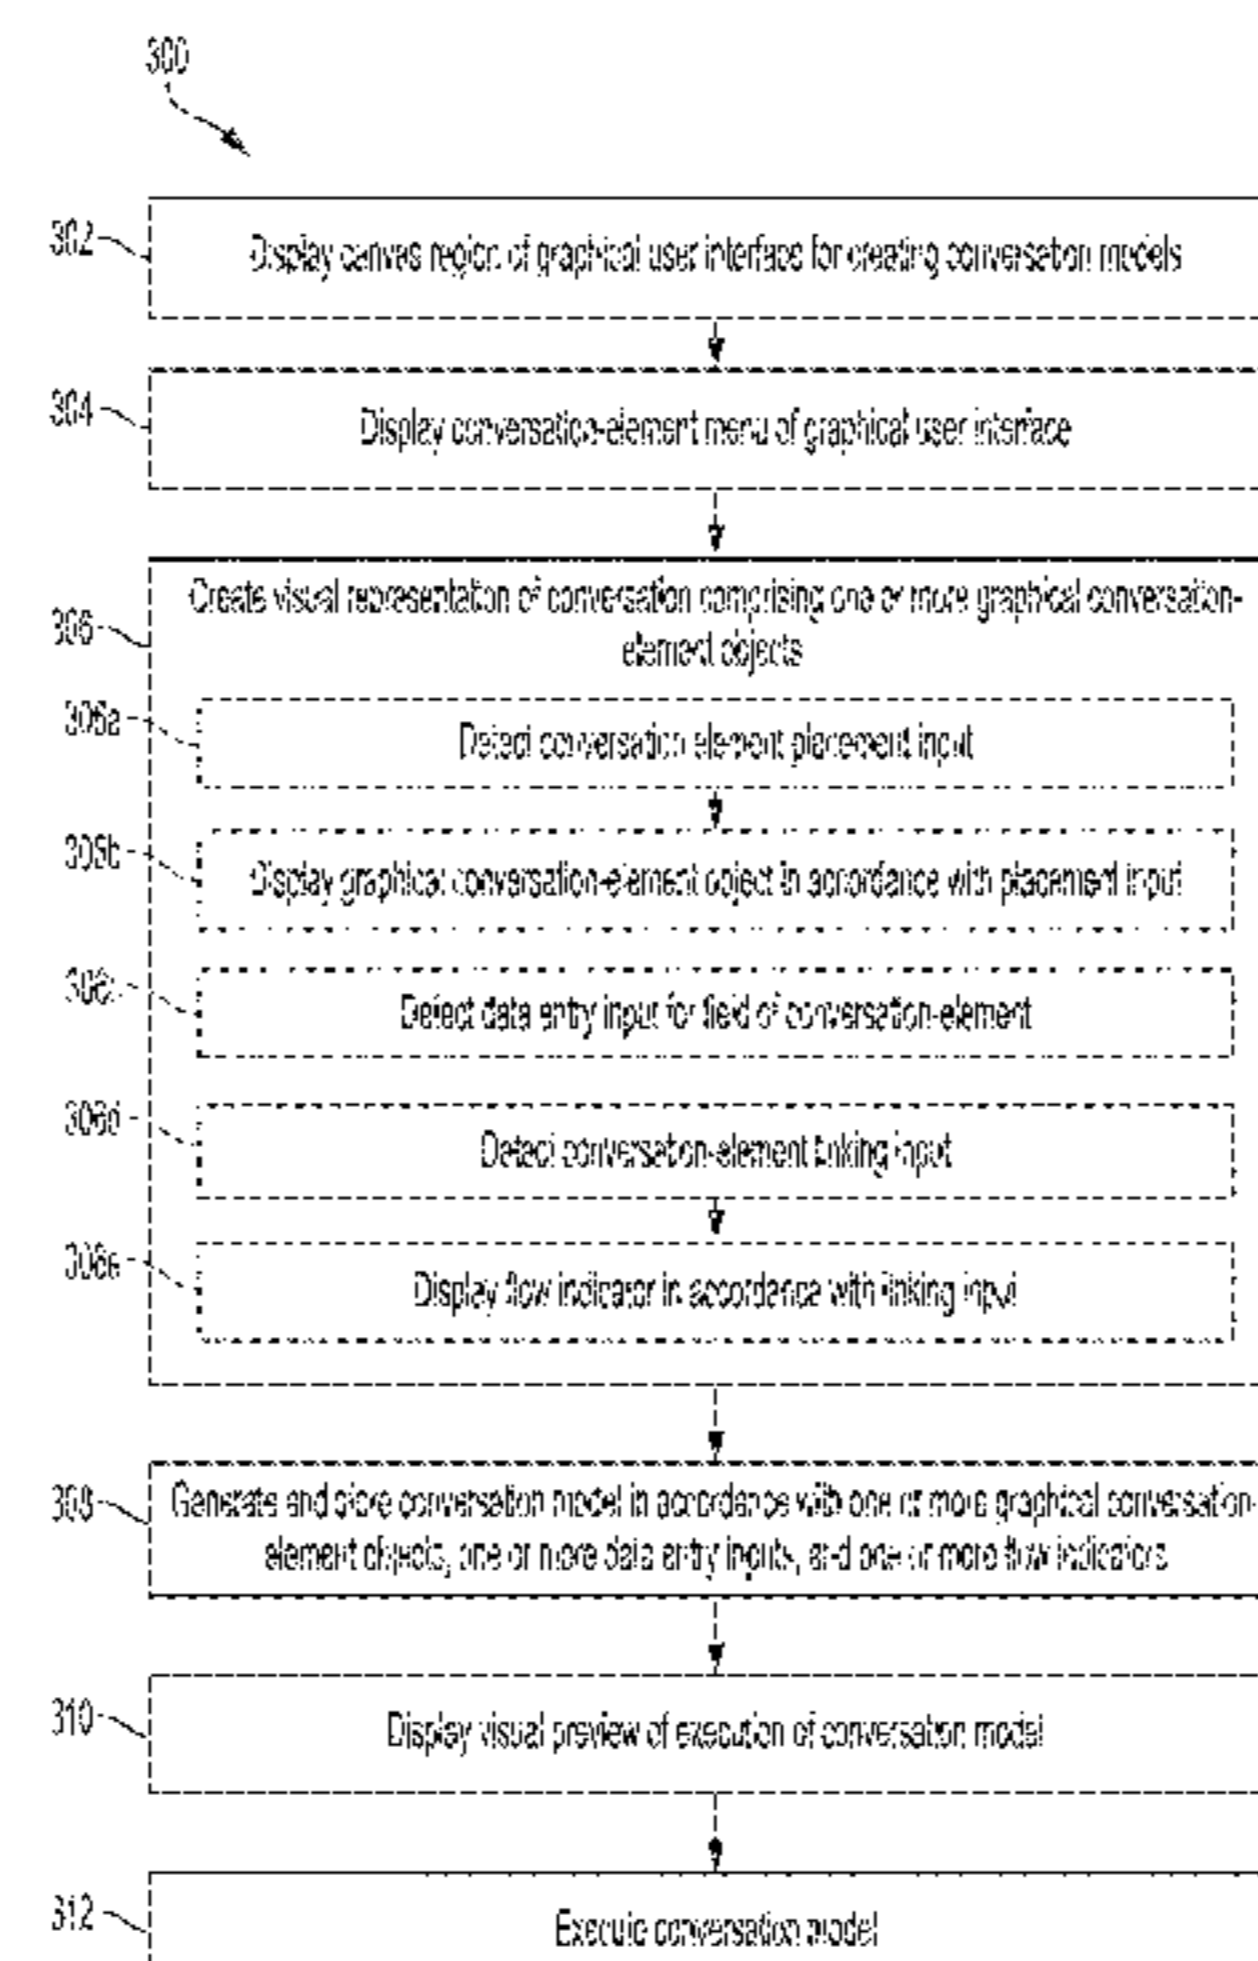 300
302
Display canvas region of graphical user interface for creating conversation models
304
Display conversation-element menu of graphical user interface
306
Create visual representation of conversation comprising one or more graphical conversation-
element objects
306a
Detect conversation element placement input
306b
Display graphical conversation-element object in accordance with placement input
306c
Detect data entry input for field of conversation-element
306d
Detect conversation-element linking input
306e
Display flow indicator in accordance with linking input
308
Generate and store conversation model in accordance with one or more graphical conversation-
element objects, one or more data entry inputs, and one or more flow indicators
310
Display visual preview of execution of conversation model
312
Execute conversation model